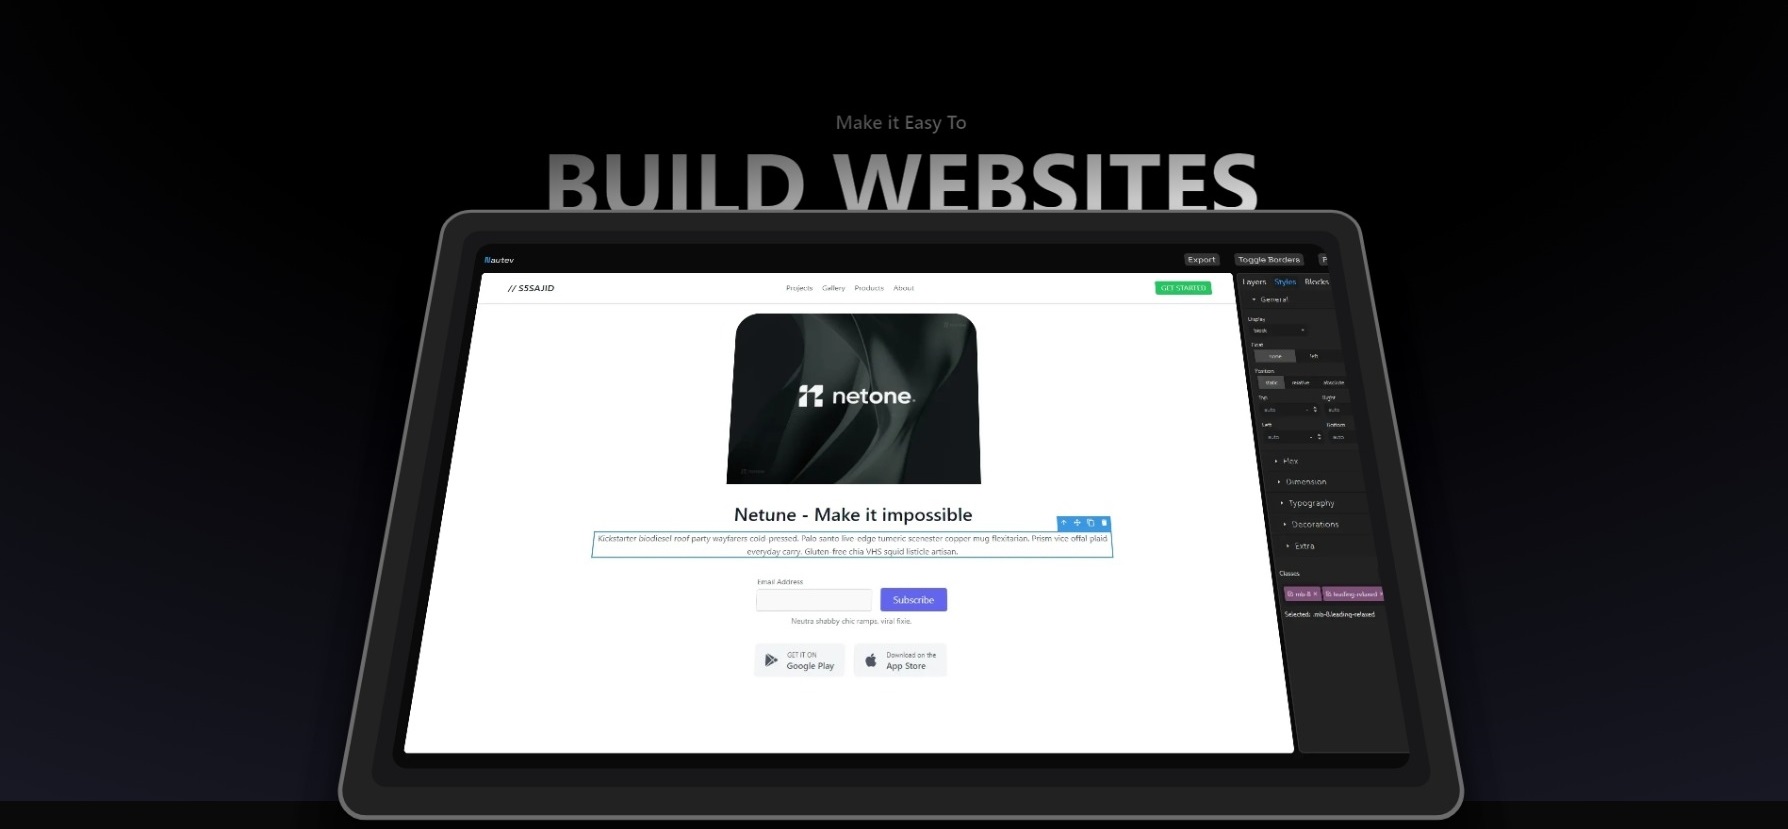 Make it Easy To
BUILD WEBSITES
Nautev
Export Toggle Borders
// S5SAJID
Projects Gallery Products About
GET STARTED
Layers Styles Blocks
General
Display
block
none left
Position
static relative absolute
Top Right
auto auto
Left Bottom
auto auto
Flex
Dimension
Typography
Decorations
Extra
Classes
mb-8 × leading-relaxed ×
Selected: .mb-8.leading-relaxed
netone
Netune - Make it impossible
Kickstarter biodiesel roof party wayfarers cold-pressed. Palo santo live-edge tumeric scenester copper mug flexitarian. Prism vice offal plaid
everyday carry. Gluten-free chia VHS squid listicle artisan.
Email Address
Subscribe
Neutra shabby chic ramps, viral fixie.
GET IT ON
Google Play
Download on the
App Store